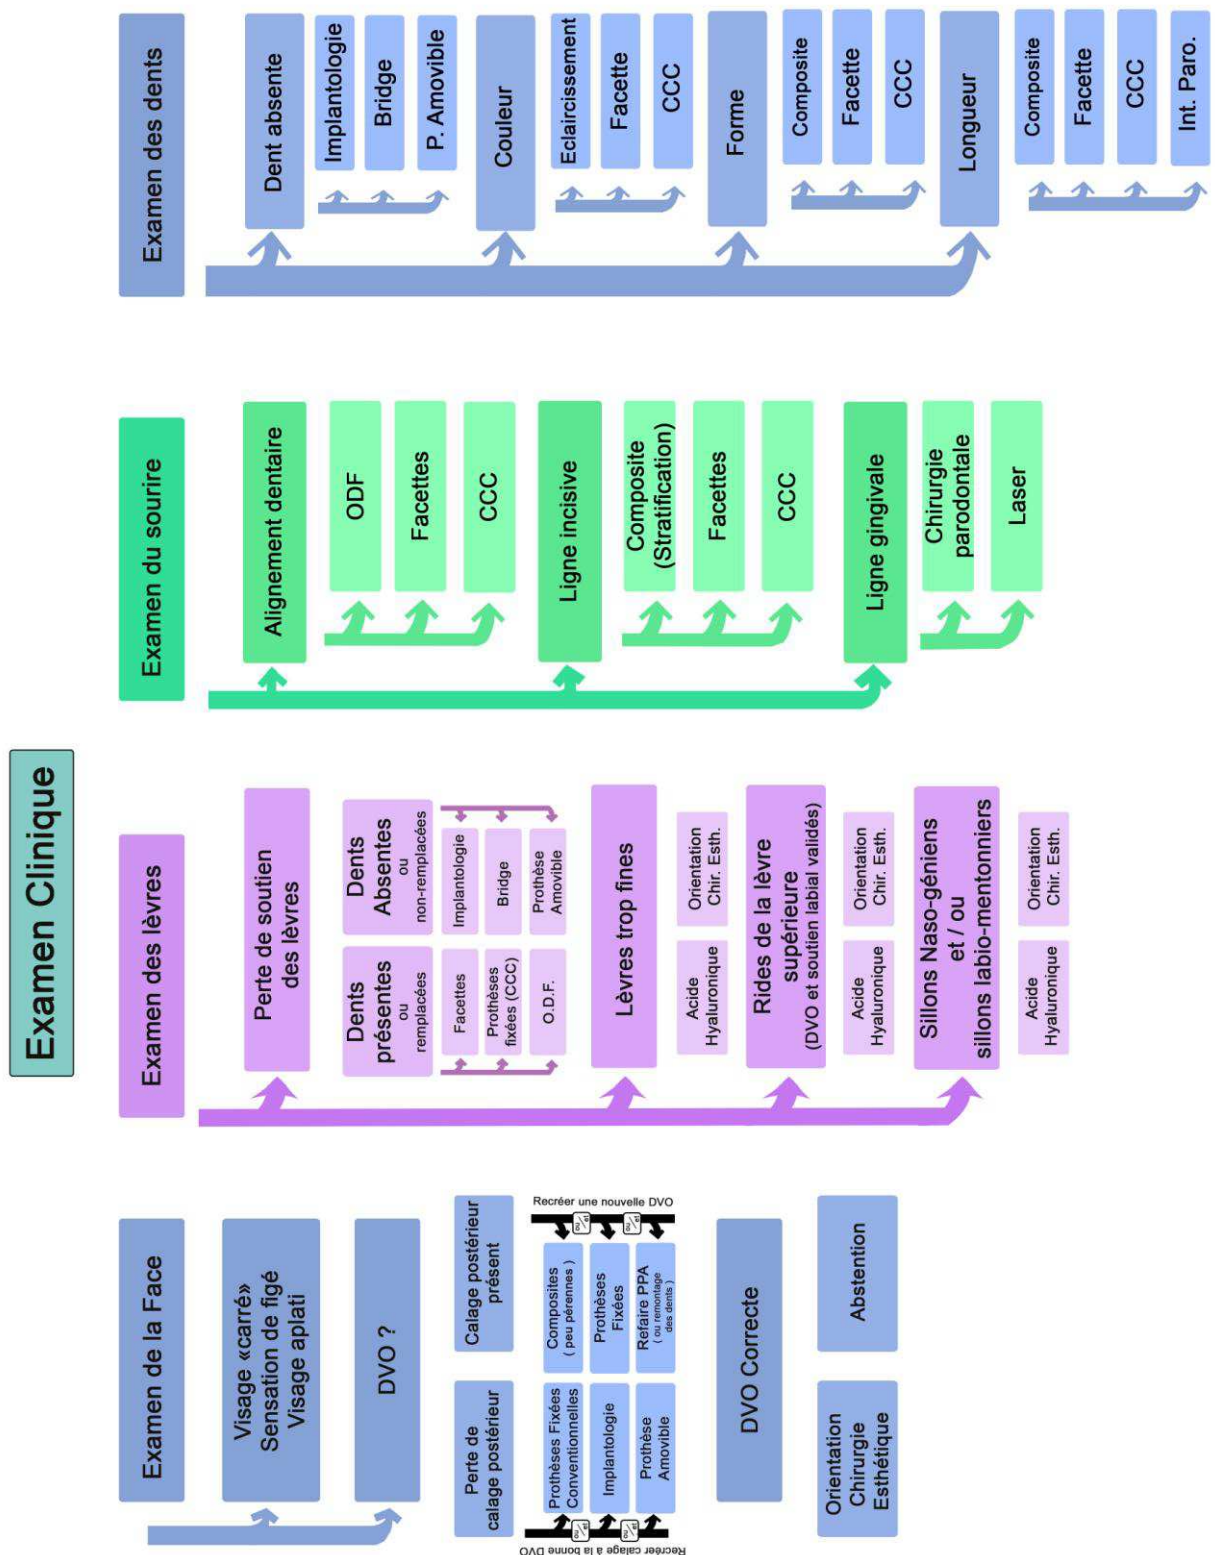 Examen Clinique
Examen de la Face
Visage «carré»
Sensation de figé
Visage aplati
DVO ?
Perte de
calage postérieur
Calage postérieur
présent
Recréer calage à la bonne DVO
et/
ou
et/
ou
Prothèses Fixées
Conventionnelles
Implantologie
Prothèse
Amovible
Recréer une nouvelle DVO
et/
ou
et/
ou
Composites
( peu pérennes )
Prothèses
Fixées
Refaire PPA
( ou remontage
des dents )
DVO Correcte
Orientation
Chirurgie
Esthétique
Abstention
Examen des lèvres
Perte de soutien
des lèvres
Dents
présentes
ou
remplacées
Facettes
Prothèses
fixées (CCC)
O.D.F.
Dents
Absentes
ou
non-remplacées
Implantologie
Bridge
Prothèse
Amovible
Lèvres trop fines
Acide
Hyaluronique
Orientation
Chir. Esth.
Rides de la lèvre
supérieure
(DVO et soutien labial validés)
Acide
Hyaluronique
Orientation
Chir. Esth.
Sillons Naso-géniens
et / ou
sillons labio-mentonniers
Acide
Hyaluronique
Orientation
Chir. Esth.
Examen du sourire
Alignement dentaire
ODF
Facettes
CCC
Ligne incisive
Composite
(Stratification)
Facettes
CCC
Ligne gingivale
Chirurgie
parodontale
Laser
Examen des dents
Dent absente
Implantologie
Bridge
P. Amovible
Couleur
Eclaircissement
Facette
CCC
Forme
Composite
Facette
CCC
Longueur
Composite
Facette
CCC
Int. Paro.